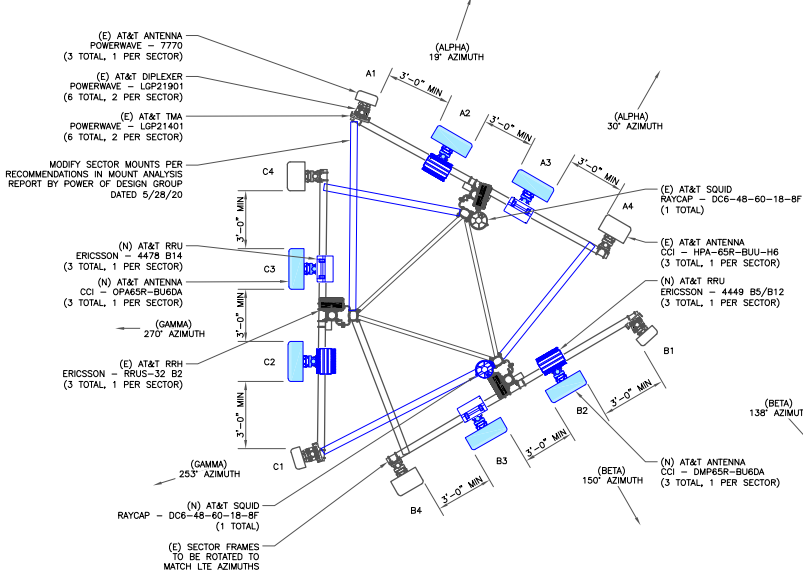 (E) AT&T ANTENNA
POWERWAVE - 7770
(3 TOTAL, 1 PER SECTOR)
(E) AT&T DIPLEXER
POWERWAVE - LGP21901
(6 TOTAL, 2 PER SECTOR)
(E) AT&T TMA
POWERWAVE - LGP21401
(6 TOTAL, 2 PER SECTOR)
MODIFY SECTOR MOUNTS PER
RECOMMENDATIONS IN MOUNT ANALYSIS
REPORT BY POWER OF DESIGN GROUP
DATED 5/28/20
(N) AT&T RRU
ERICSSON - 4478 B14
(3 TOTAL, 1 PER SECTOR)
(N) AT&T ANTENNA
CCI - OPA65R-BU6DA
(3 TOTAL, 1 PER SECTOR)
(GAMMA)
270° AZIMUTH
(E) AT&T RRH
ERICSSON - RRUS-32 B2
(3 TOTAL, 1 PER SECTOR)
(GAMMA)
253° AZIMUTH
(N) AT&T SQUID
RAYCAP - DC6-48-60-18-8F
(1 TOTAL)
(E) SECTOR FRAMES
TO BE ROTATED TO
MATCH LTE AZIMUTHS
A1
3'-0" MIN
(ALPHA)
19° AZIMUTH
A2
3'-0" MIN
A3
3'-0" MIN
A4
(ALPHA)
30° AZIMUTH
C4
3'-0" MIN
C3
3'-0" MIN
C2
3'-0" MIN
C1
(E) AT&T SQUID
RAYCAP - DC6-48-60-18-8F
(1 TOTAL)
(E) AT&T ANTENNA
CCI - HPA-65R-BUU-H6
(3 TOTAL, 1 PER SECTOR)
(N) AT&T RRU
ERICSSON - 4449 B5/B12
(3 TOTAL, 1 PER SECTOR)
B1
3'-0" MIN
B2
3'-0" MIN
B3
3'-0" MIN
B4
(BETA)
138° AZIMUT
(BETA)
150° AZIMUTH
(N) AT&T ANTENNA
CCI - DMP65R-BU6DA
(3 TOTAL, 1 PER SECTOR)